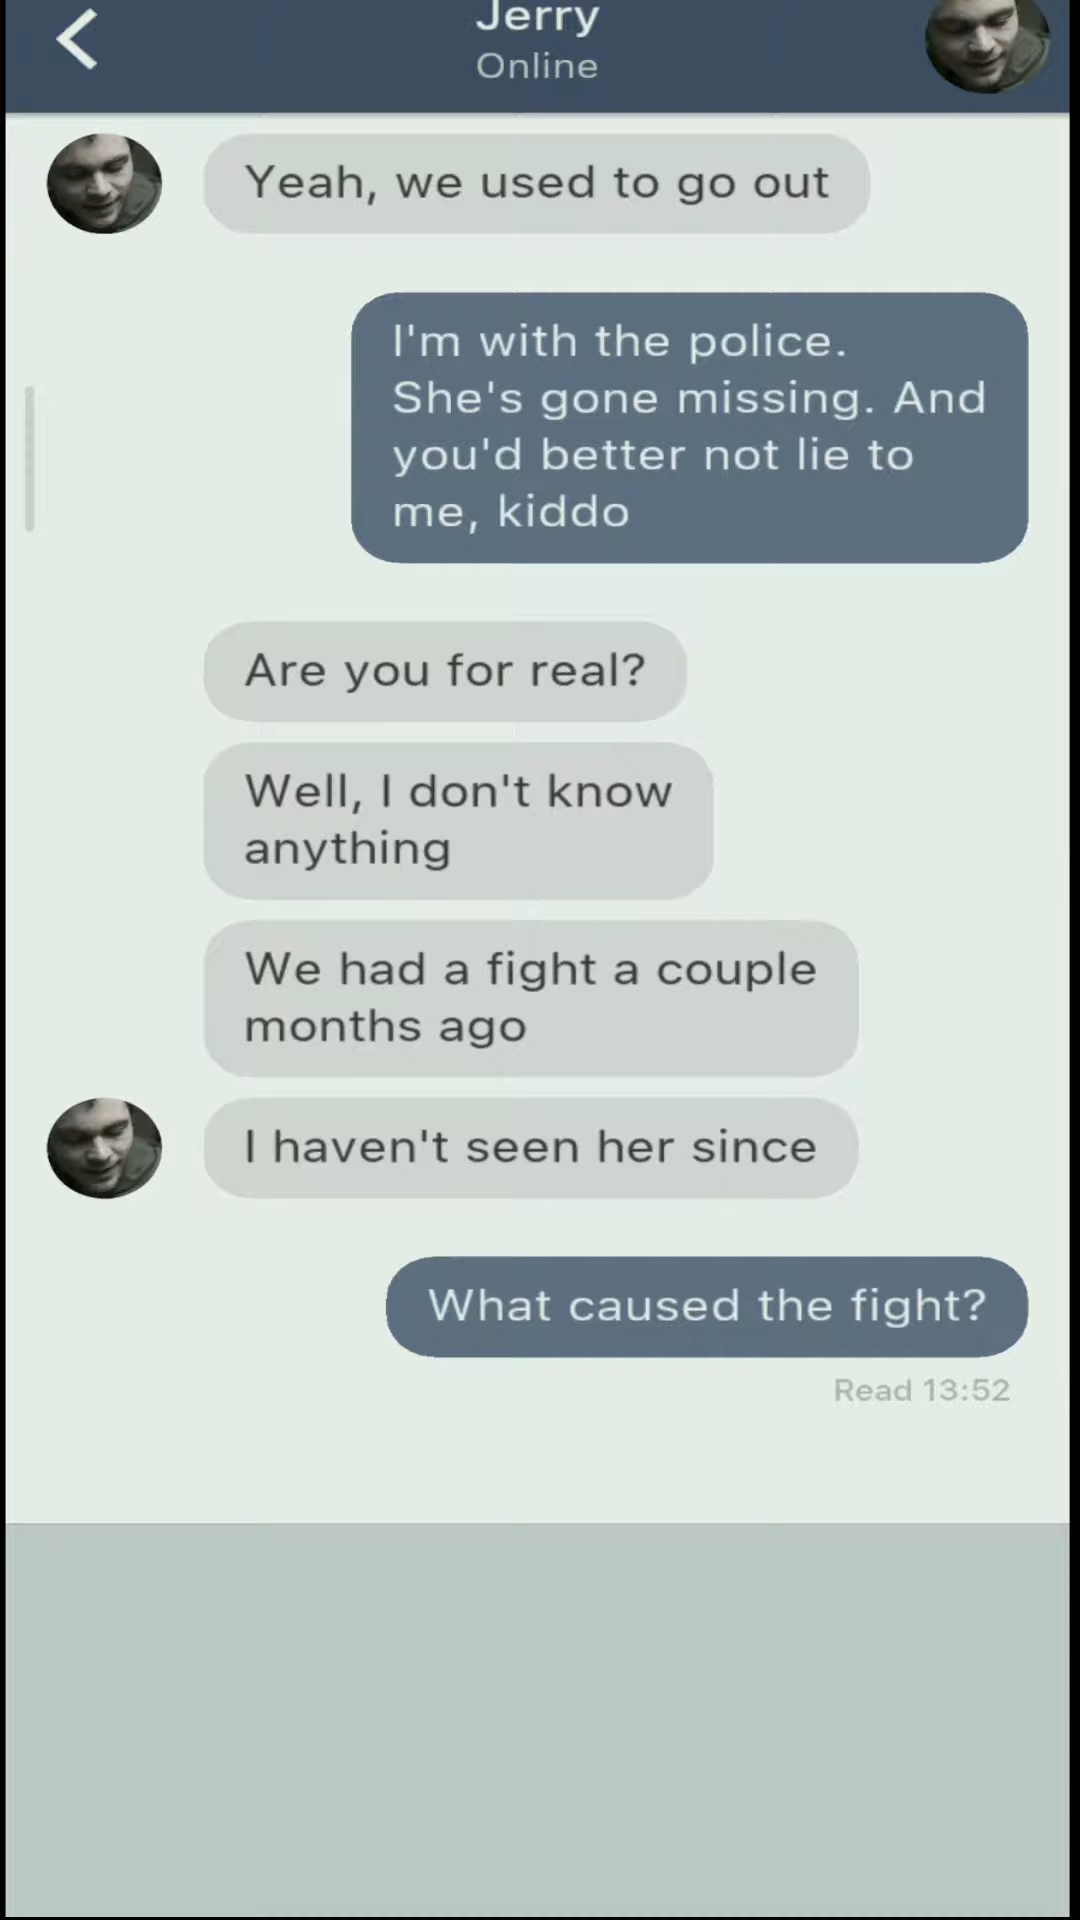 Jerry
Online
Yeah, we used to go out
I'm with the police.
She's gone missing. And
you'd better not lie to
me, kiddo
Are you for real?
Well, I don't know
anything
We had a fight a couple
months ago
I haven't seen her since
What caused the fight?
Read 13:52